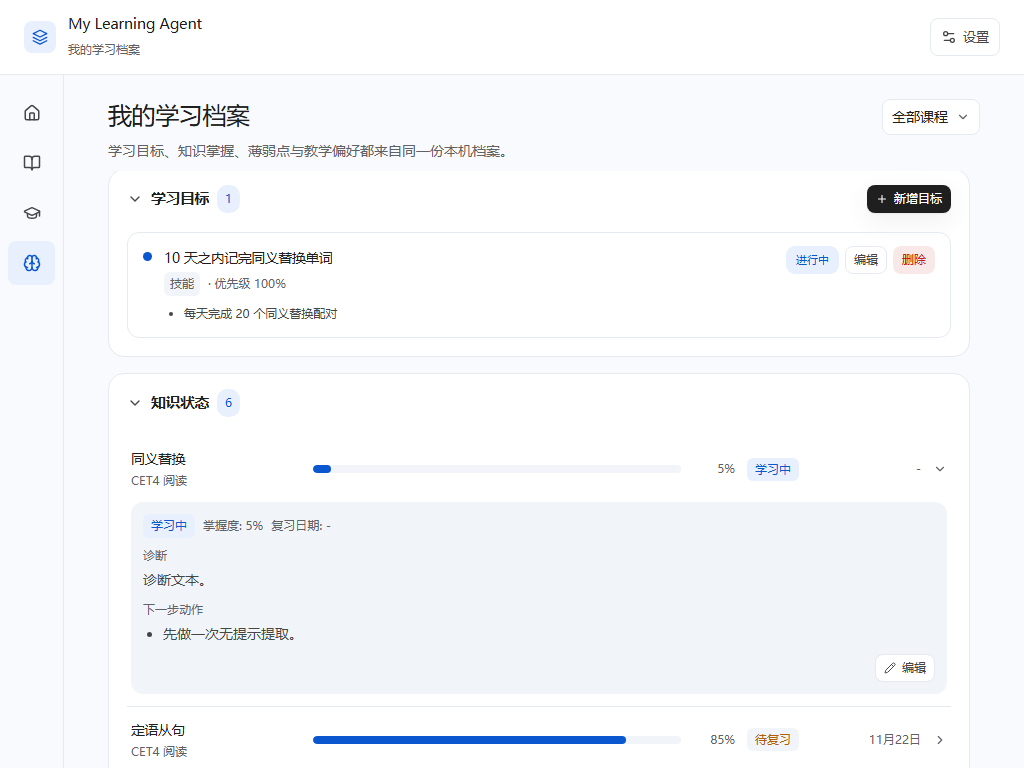 My Learning Agent
我的学习档案
设置
我的学习档案
全部课程
学习目标、知识掌握、薄弱点与教学偏好都来自同一份本机档案。
学习目标 1
+ 新增目标
10 天之内记完同义替换单词
进行中 编辑 删除
技能 · 优先级 100%
• 每天完成 20 个同义替换配对
知识状态 6
同义替换
CET4 阅读
5% 学习中 -
学习中 掌握度: 5% 复习日期: -
诊断
诊断文本。
下一步动作
• 先做一次无提示提取。
编辑
定语从句
CET4 阅读
85% 待复习 11月22日